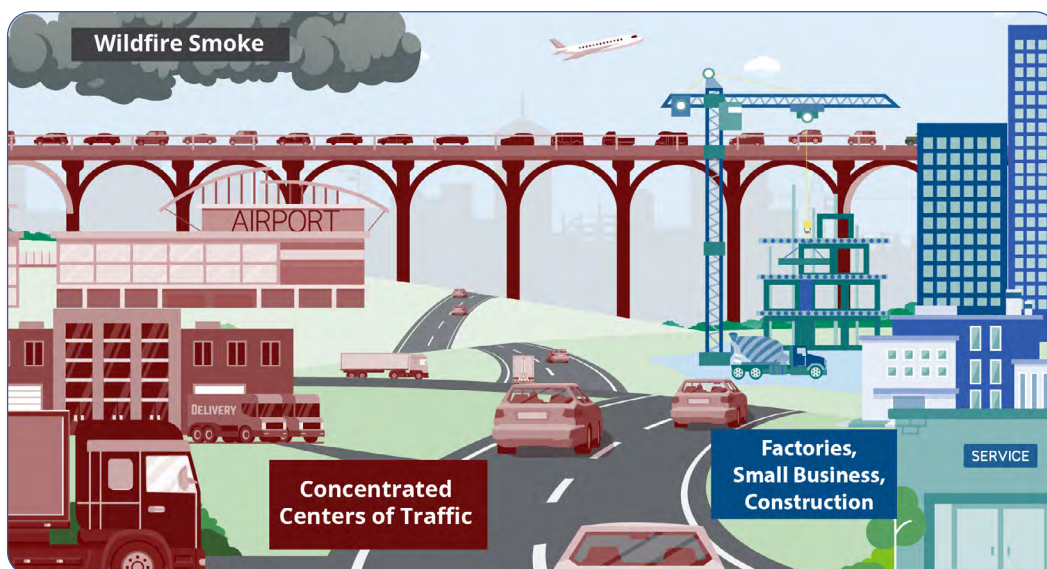 Wildfire Smoke
AIRPORT
DELIVERY
Concentrated
Centers of Traffic
Factories,
Small Business,
Construction
SERVICE